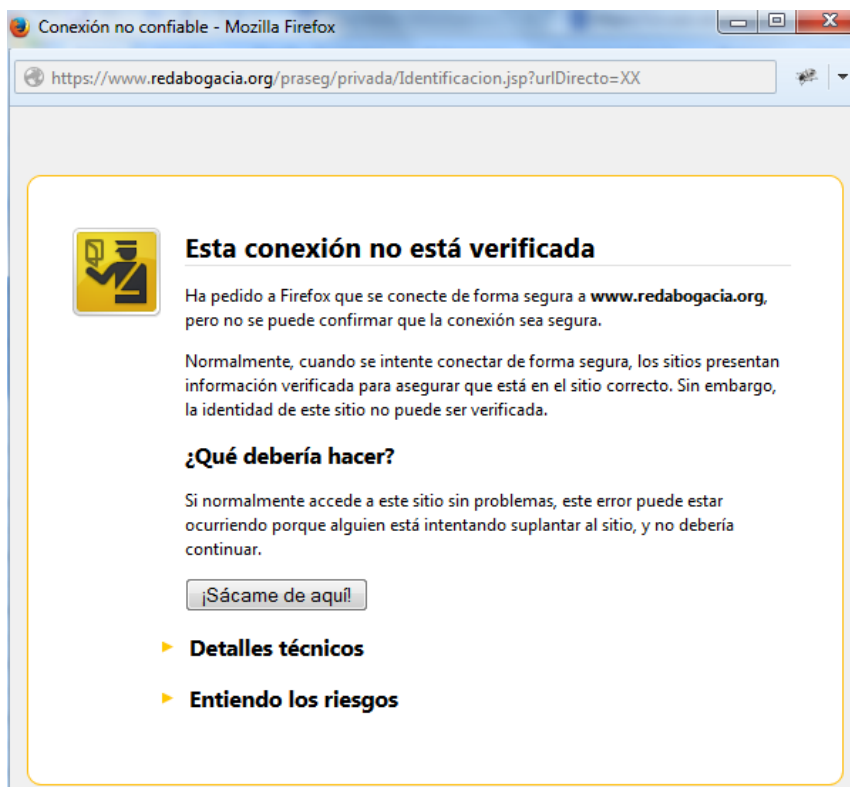 Conexión no confiable - Mozilla Firefox
https://www.redabogacia.org/praseg/privada/Identificacion.jsp?urlDirecto=XX
Esta conexión no está verificada
Ha pedido a Firefox que se conecte de forma segura a www.redabogacia.org,
pero no se puede confirmar que la conexión sea segura.
Normalmente, cuando se intente conectar de forma segura, los sitios presentan
información verificada para asegurar que está en el sitio correcto. Sin embargo,
la identidad de este sitio no puede ser verificada.
¿Qué debería hacer?
Si normalmente accede a este sitio sin problemas, este error puede estar
ocurriendo porque alguien está intentando suplantar al sitio, y no debería
continuar.
¡Sácame de aquí!
Detalles técnicos
Entiendo los riesgos